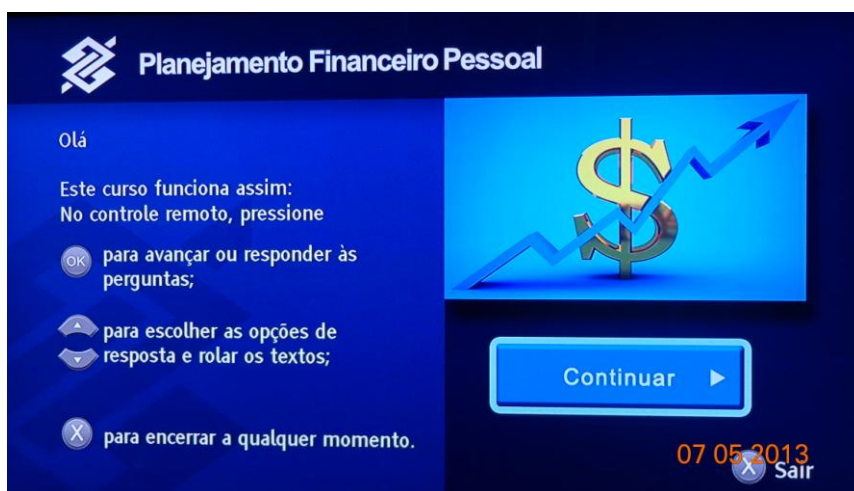 Planejamento Financeiro Pessoal
Olá
Este curso funciona assim:
No controle remoto, pressione
OK para avançar ou responder às
perguntas;
para escolher as opções de
resposta e rolar os textos;
X para encerrar a qualquer momento.
Continuar
07 05 2013
X Sair